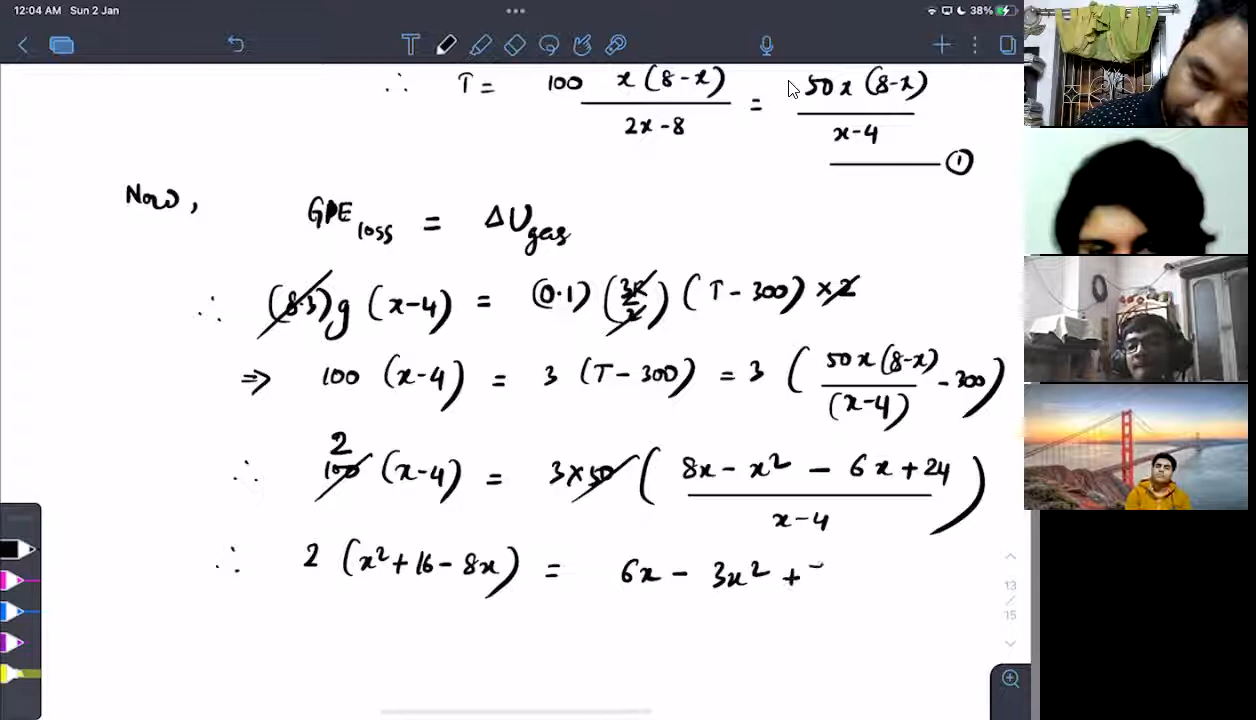 12:04 AM Sun 2 Jan
38%
∴ T = 100 x(8-x) / 2x-8 = 50x(8-x) / x-4
①
Now, GPE loss = ΔU gas
∴ (8.3)g (x-4) = (0.1) (3R/2) (T-300) ×2
⇒ 100 (x-4) = 3 (T-300) = 3 ( 50x(8-x) / (x-4) - 300 )
2
∴ 100 (x-4) = 3×50 ( 8x - x² - 6x + 24 / x-4 )
∴ 2 (x² + 16 - 8x) = 6x - 3x² +
13
/
15